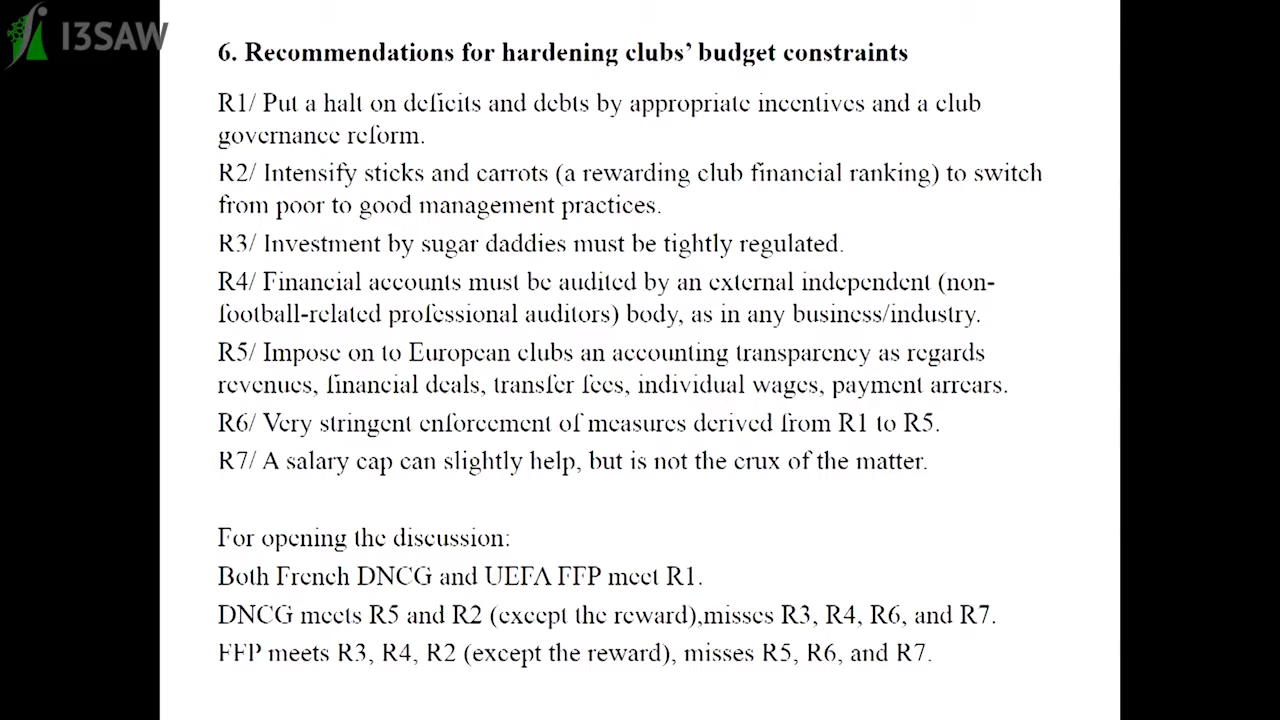 I3SAW
6. Recommendations for hardening clubs’ budget constraints
R1/ Put a halt on deficits and debts by appropriate incentives and a club
governance reform.
R2/ Intensify sticks and carrots (a rewarding club financial ranking) to switch
from poor to good management practices.
R3/ Investment by sugar daddies must be tightly regulated.
R4/ Financial accounts must be audited by an external independent (non-
football-related professional auditors) body, as in any business/industry.
R5/ Impose on to European clubs an accounting transparency as regards
revenues, financial deals, transfer fees, individual wages, payment arrears.
R6/ Very stringent enforcement of measures derived from R1 to R5.
R7/ A salary cap can slightly help, but is not the crux of the matter.
For opening the discussion:
Both French DNCG and UEFA FFP meet R1.
DNCG meets R5 and R2 (except the reward),misses R3, R4, R6, and R7.
FFP meets R3, R4, R2 (except the reward), misses R5, R6, and R7.